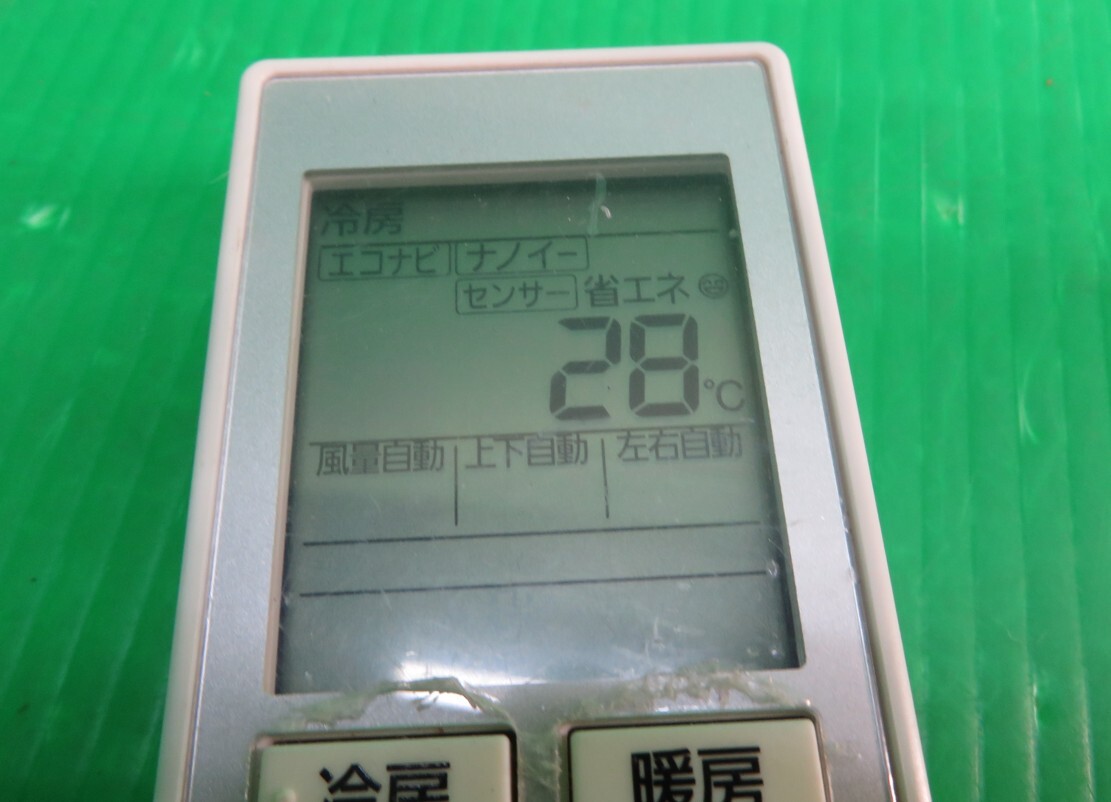 冷房
エコナビ ナノイー
センサー 省エネ
28℃
風量自動 上下自動 左右自動
冷房 暖房